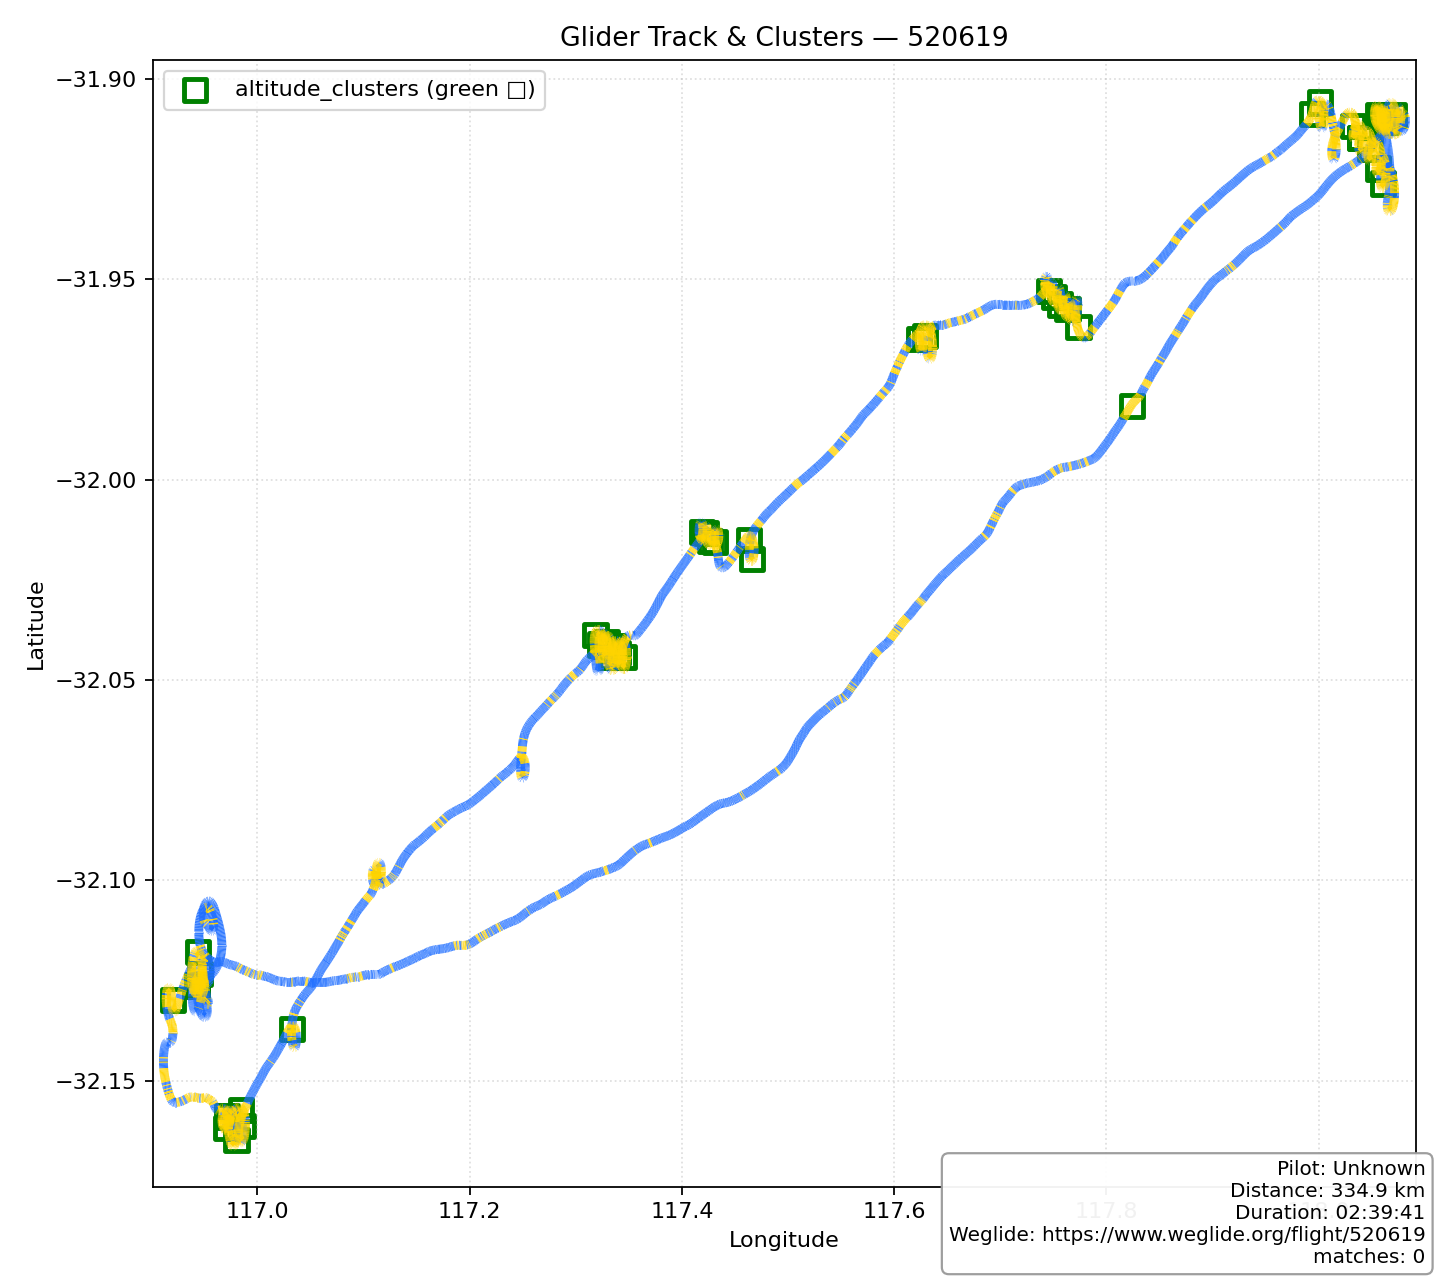 Glider Track & Clusters — 520619
altitude_clusters (green □)
−31.90
−31.95
−32.00
−32.05
−32.10
−32.15
Latitude
117.0
117.2
117.4
117.6
117.8
Longitude
Pilot: Unknown
Distance: 334.9 km
Duration: 02:39:41
Weglide: https://www.weglide.org/flight/520619
matches: 0